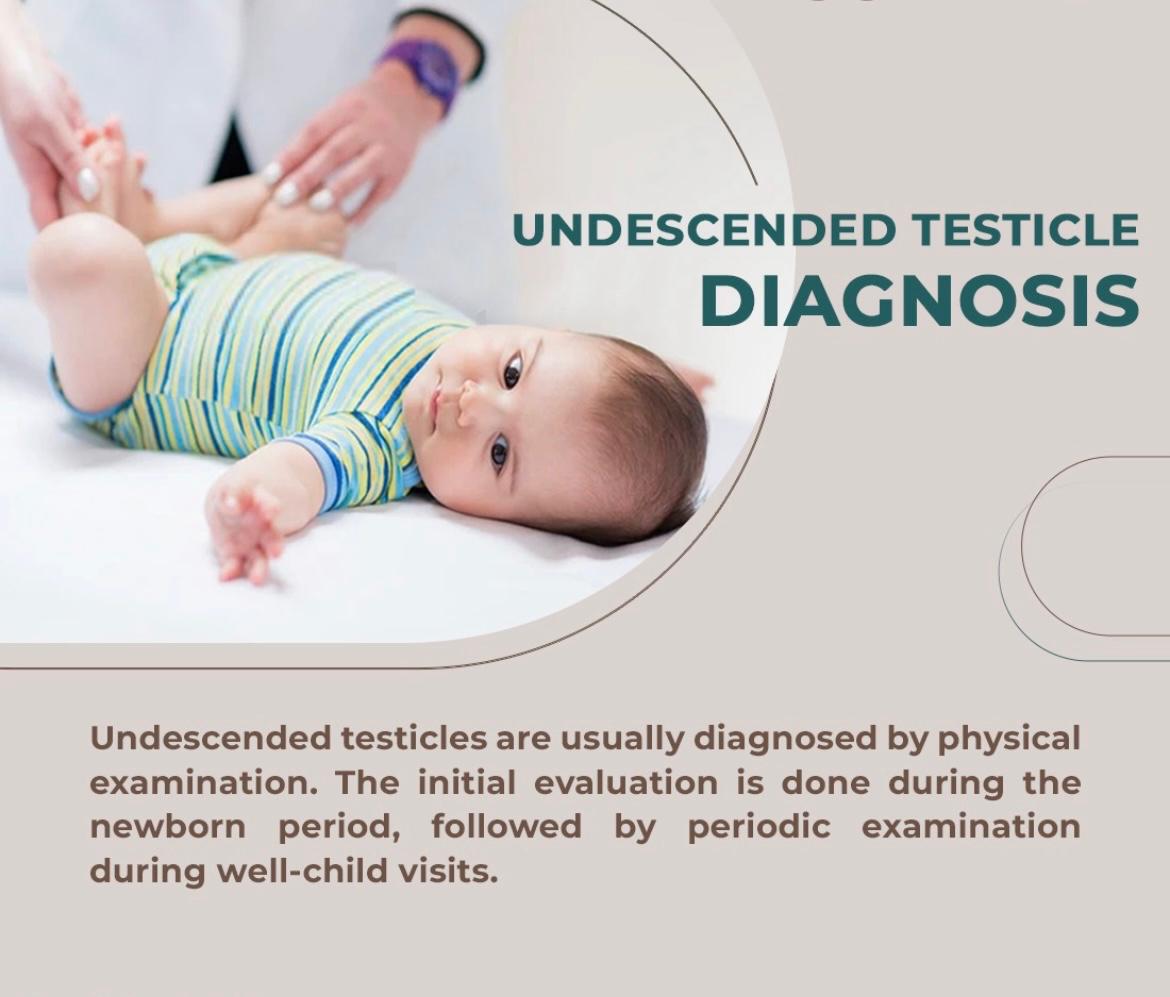 UNDESCENDED TESTICLE
DIAGNOSIS
Undescended testicles are usually diagnosed by physical
examination. The initial evaluation is done during the
newborn period, followed by periodic examination
during well-child visits.